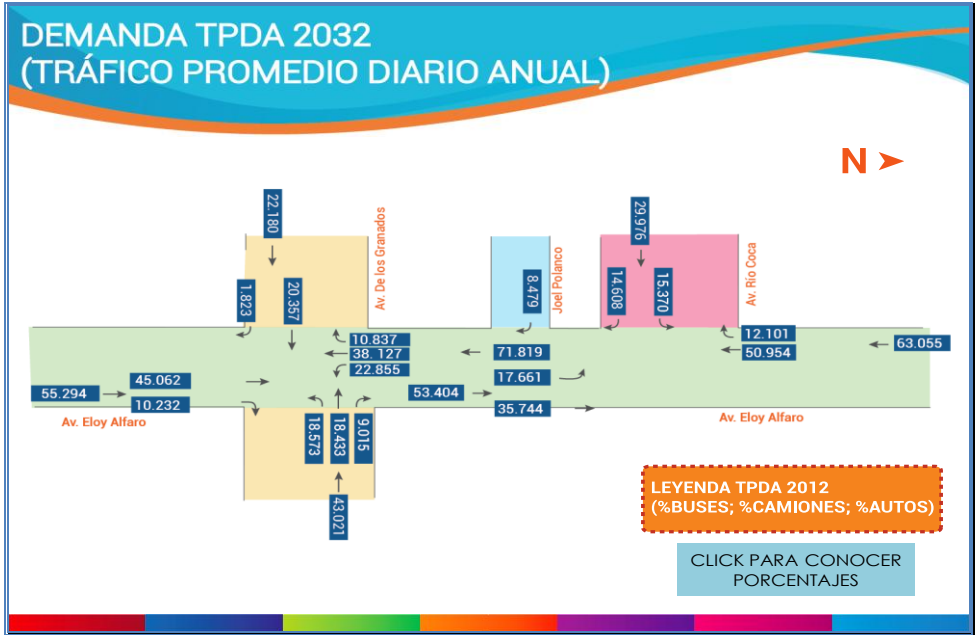 DEMANDA TPDA 2032
(TRÁFICO PROMEDIO DIARIO ANUAL)
N
22.180
29.976
Av. De los Granados
Joel Polanco
Av. Río Coca
1.823
20.357
8.479
14.608
15.370
10.837
38. 127
22.855
71.819
12.101
50.954
63.055
17.661
45.062
55.294
10.232
53.404
35.744
Av. Eloy Alfaro
Av. Eloy Alfaro
18.573
18.433
9.015
43.021
LEYENDA TPDA 2012
(%BUSES; %CAMIONES; %AUTOS)
CLICK PARA CONOCER
PORCENTAJES